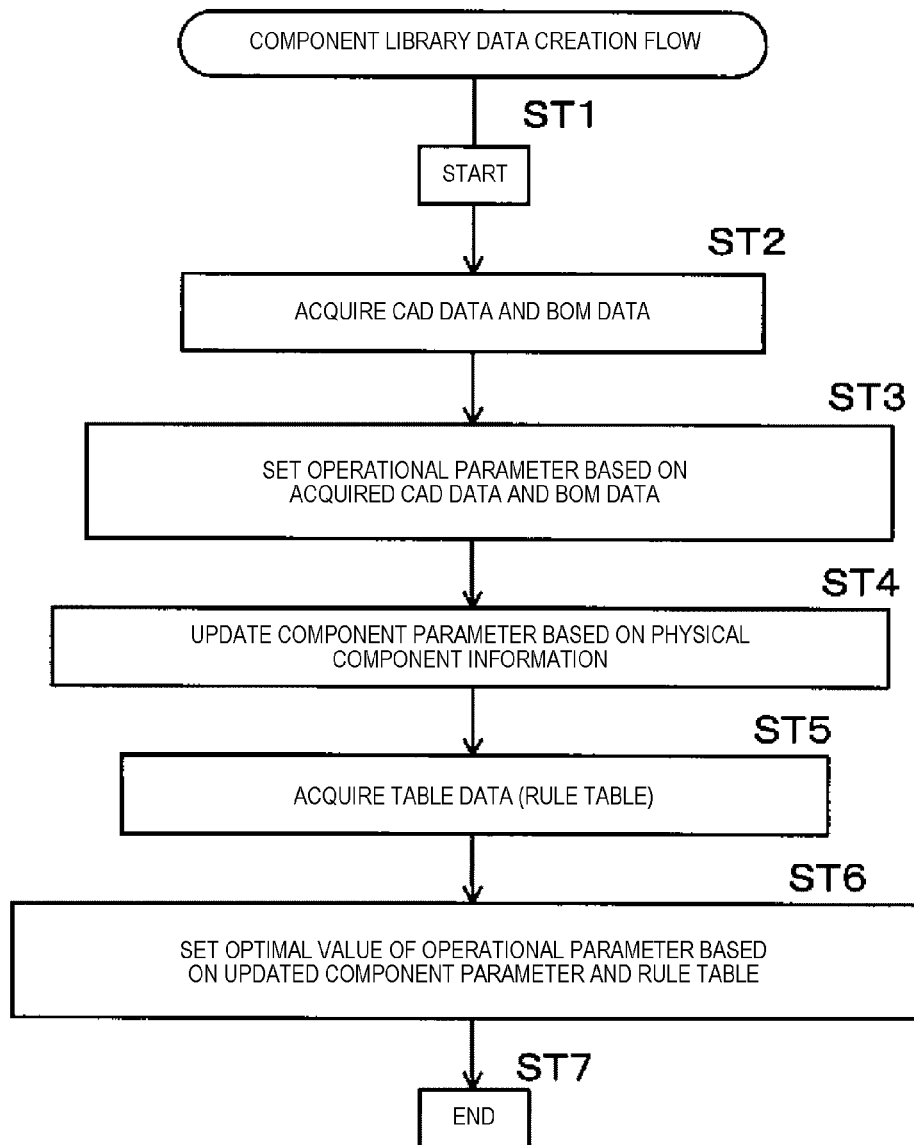 COMPONENT LIBRARY DATA CREATION FLOW
ST1
START
ST2
ACQUIRE CAD DATA AND BOM DATA
ST3
SET OPERATIONAL PARAMETER BASED ON
ACQUIRED CAD DATA AND BOM DATA
ST4
UPDATE COMPONENT PARAMETER BASED ON PHYSICAL
COMPONENT INFORMATION
ST5
ACQUIRE TABLE DATA (RULE TABLE)
ST6
SET OPTIMAL VALUE OF OPERATIONAL PARAMETER BASED
ON UPDATED COMPONENT PARAMETER AND RULE TABLE
ST7
END